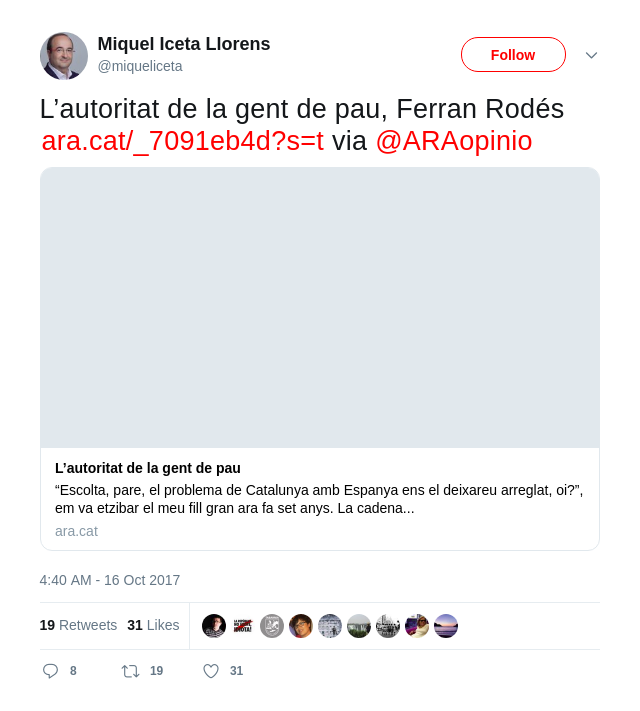 Miquel Iceta Llorens
@miqueliceta
Follow
L’autoritat de la gent de pau, Ferran Rodés
ara.cat/_7091eb4d?s=t via @ARAopinio
L’autoritat de la gent de pau
“Escolta, pare, el problema de Catalunya amb Espanya ens el deixareu arreglat, oi?”,
em va etzibar el meu fill gran ara fa set anys. La cadena...
ara.cat
4:40 AM - 16 Oct 2017
19 Retweets 31 Likes
8 19 31